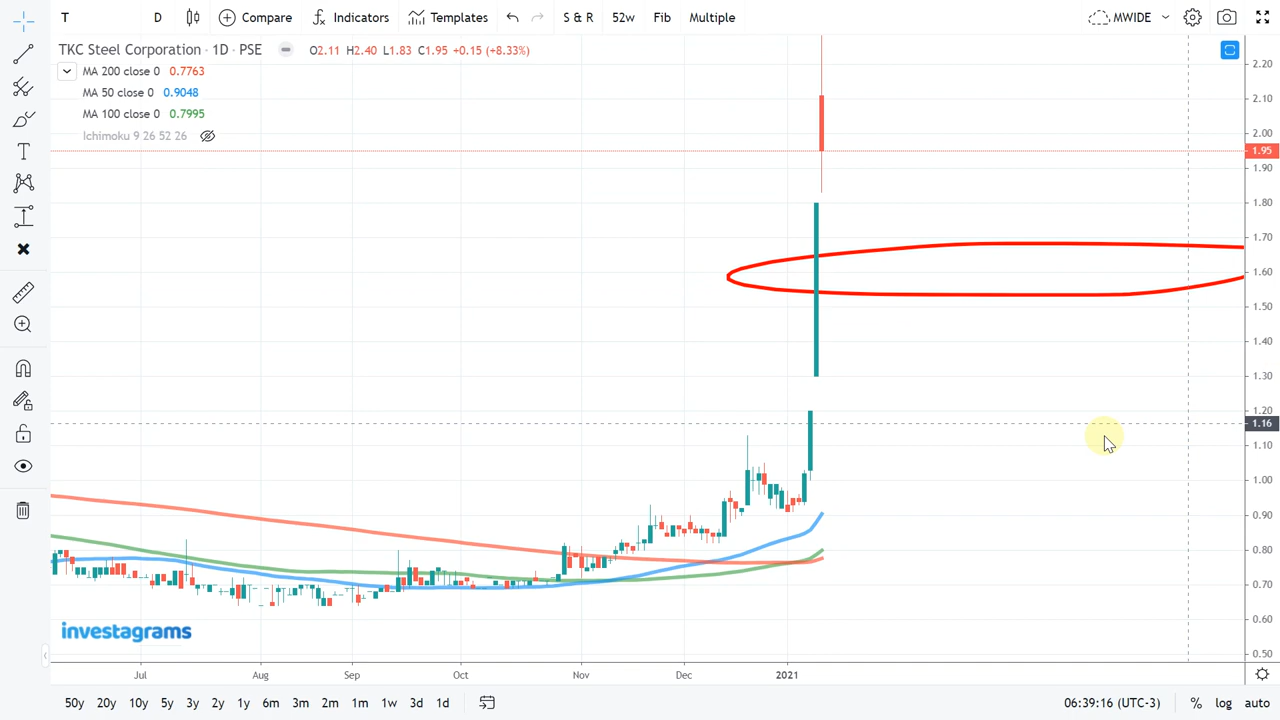 T D Compare Indicators Templates S & R 52w Fib Multiple MWIDE
TKC Steel Corporation · 1D · PSE O2.11 H2.40 L1.83 C1.95 +0.15 (+8.33%)
MA 200 close 0 0.7763
MA 50 close 0 0.9048
MA 100 close 0 0.7995
Ichimoku 9 26 52 26
2.20
2.10
2.00
1.95
1.90
1.80
1.70
1.60
1.50
1.40
1.30
1.20
1.16
1.10
1.00
0.90
0.80
0.70
0.60
0.50
investagrams
Jul Aug Sep Oct Nov Dec 2021
50y 20y 10y 5y 3y 2y 1y 6m 3m 2m 1m 1w 3d 1d 06:39:16 (UTC-3) % log auto